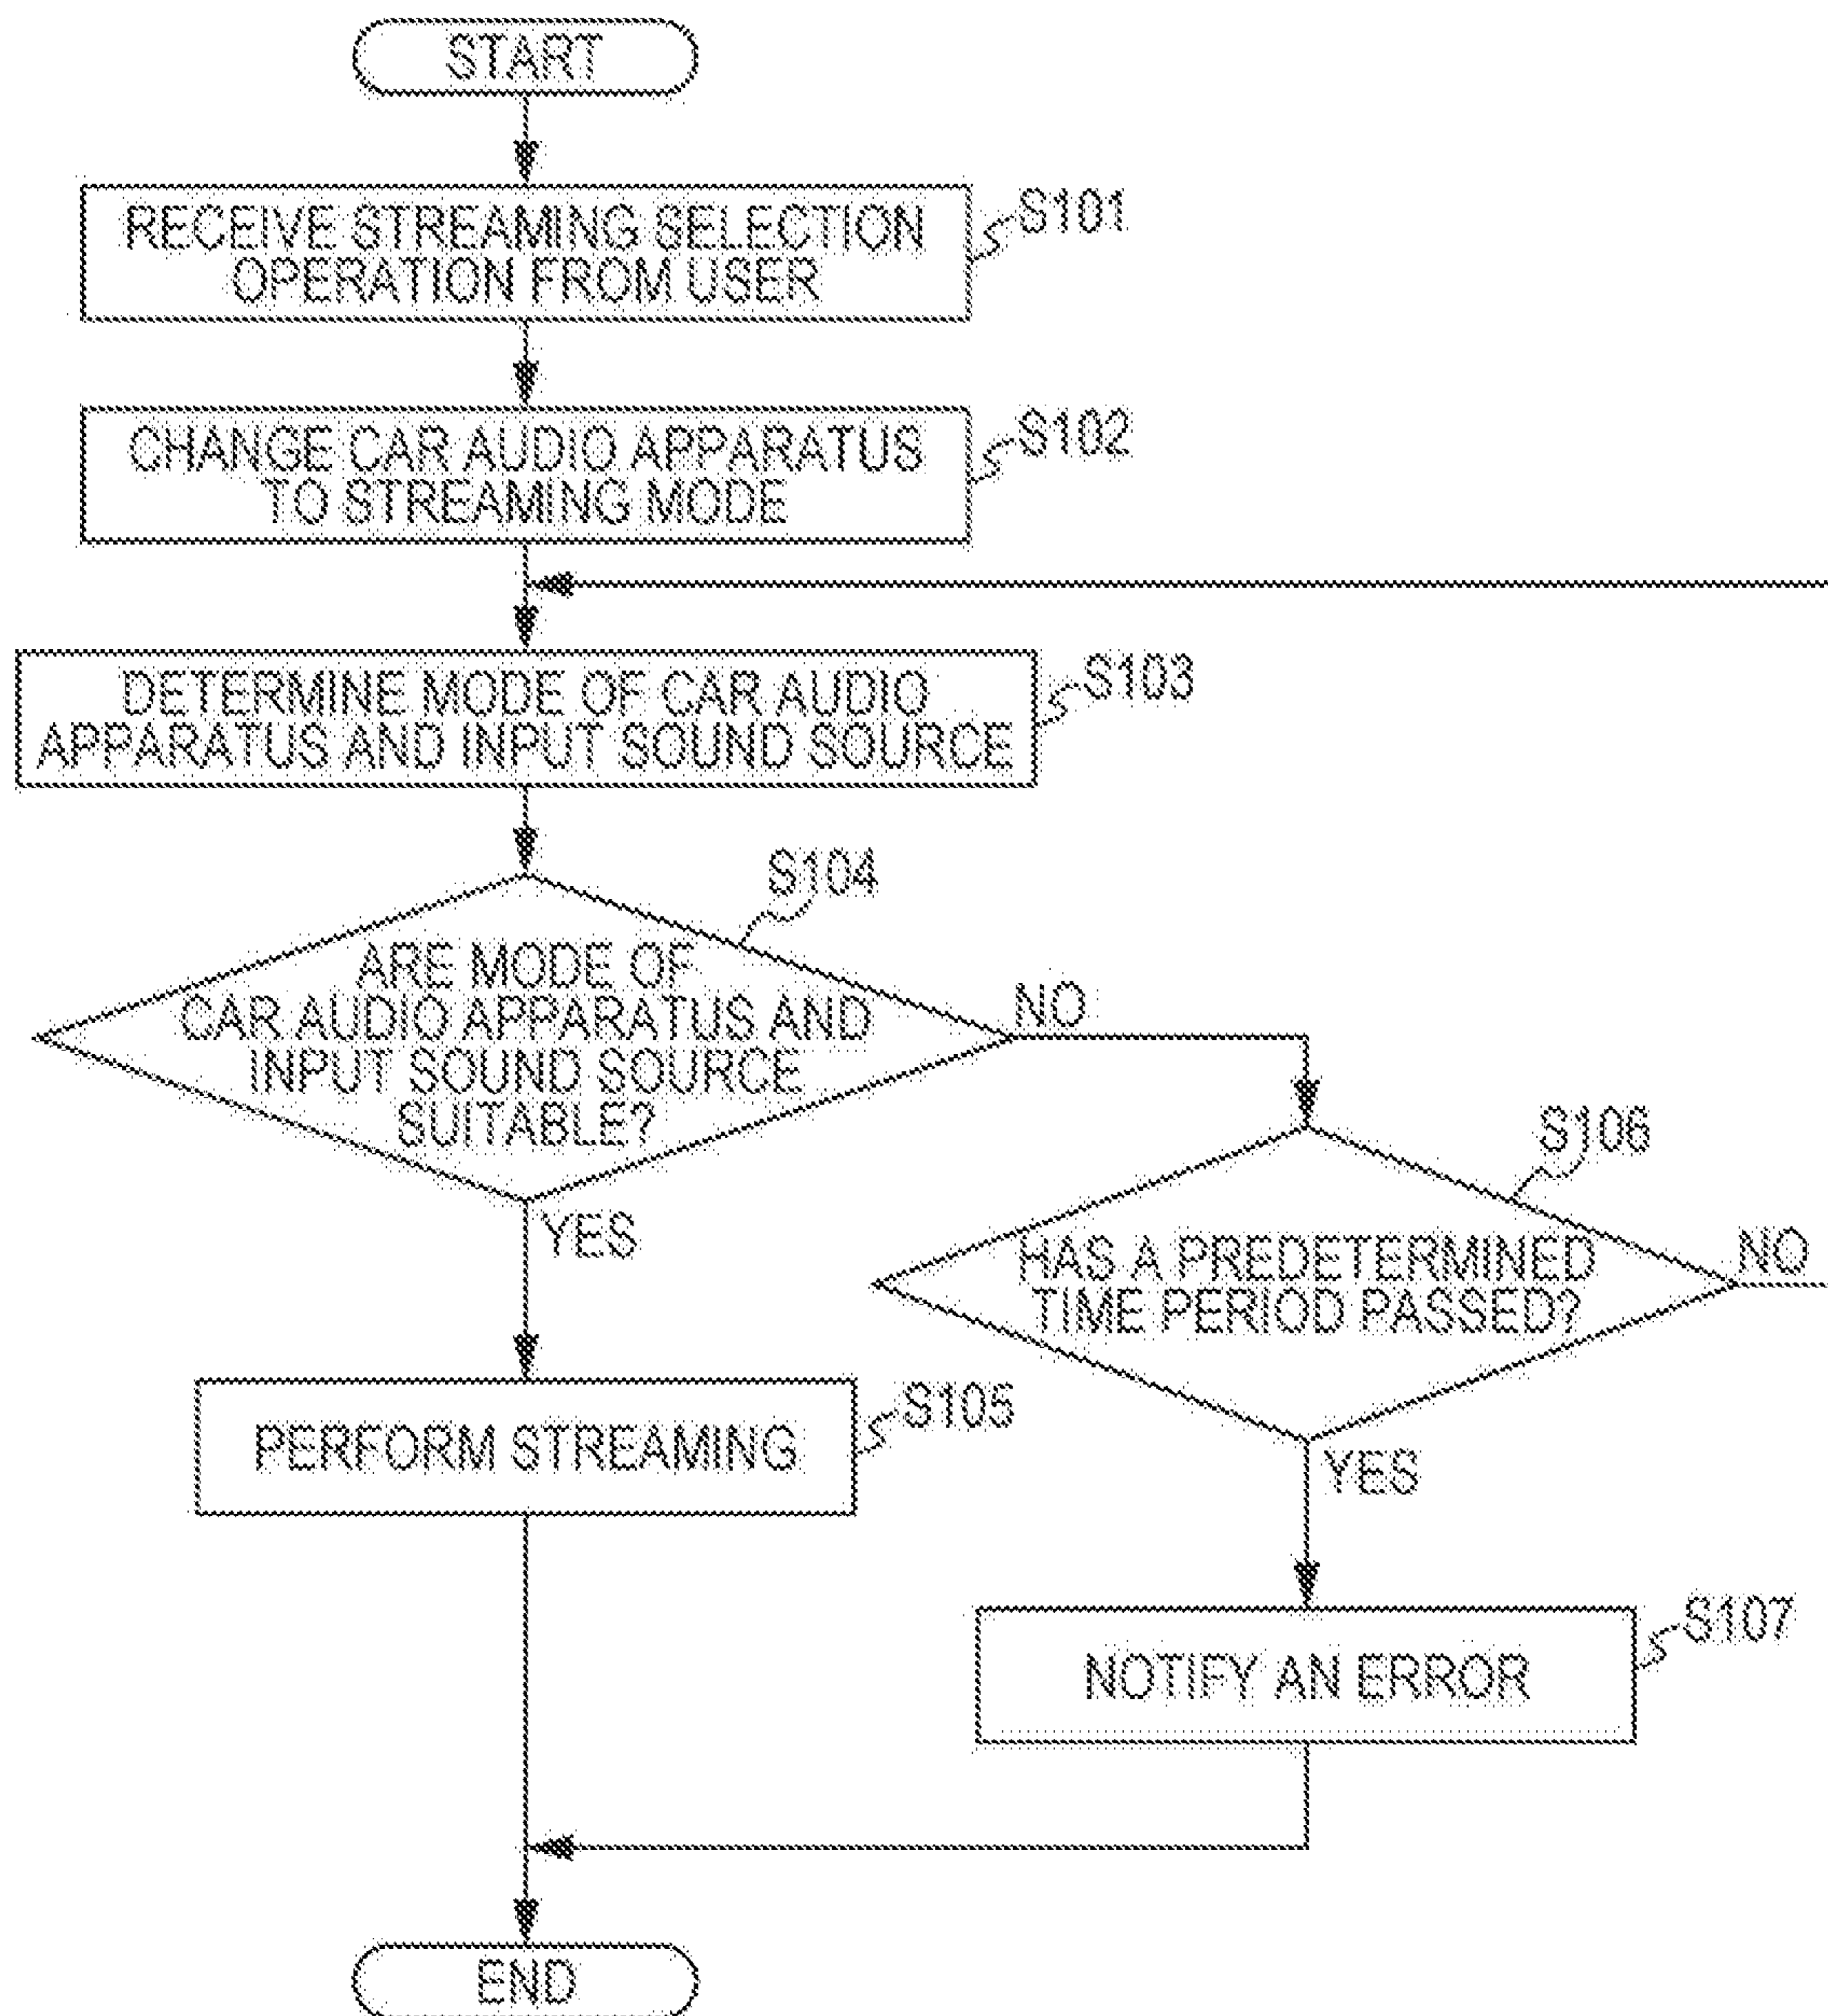 START
RECEIVE STREAMING SELECTION
OPERATION FROM USER
S101
CHANGE CAR AUDIO APPARATUS
TO STREAMING MODE
S102
DETERMINE MODE OF CAR AUDIO
APPARATUS AND INPUT SOUND SOURCE
S103
S104
ARE MODE OF
CAR AUDIO APPARATUS AND
INPUT SOUND SOURCE
SUITABLE?
NO
YES
S106
HAS A PREDETERMINED
TIME PERIOD PASSED?
NO
YES
PERFORM STREAMING
S105
NOTIFY AN ERROR
S107
END